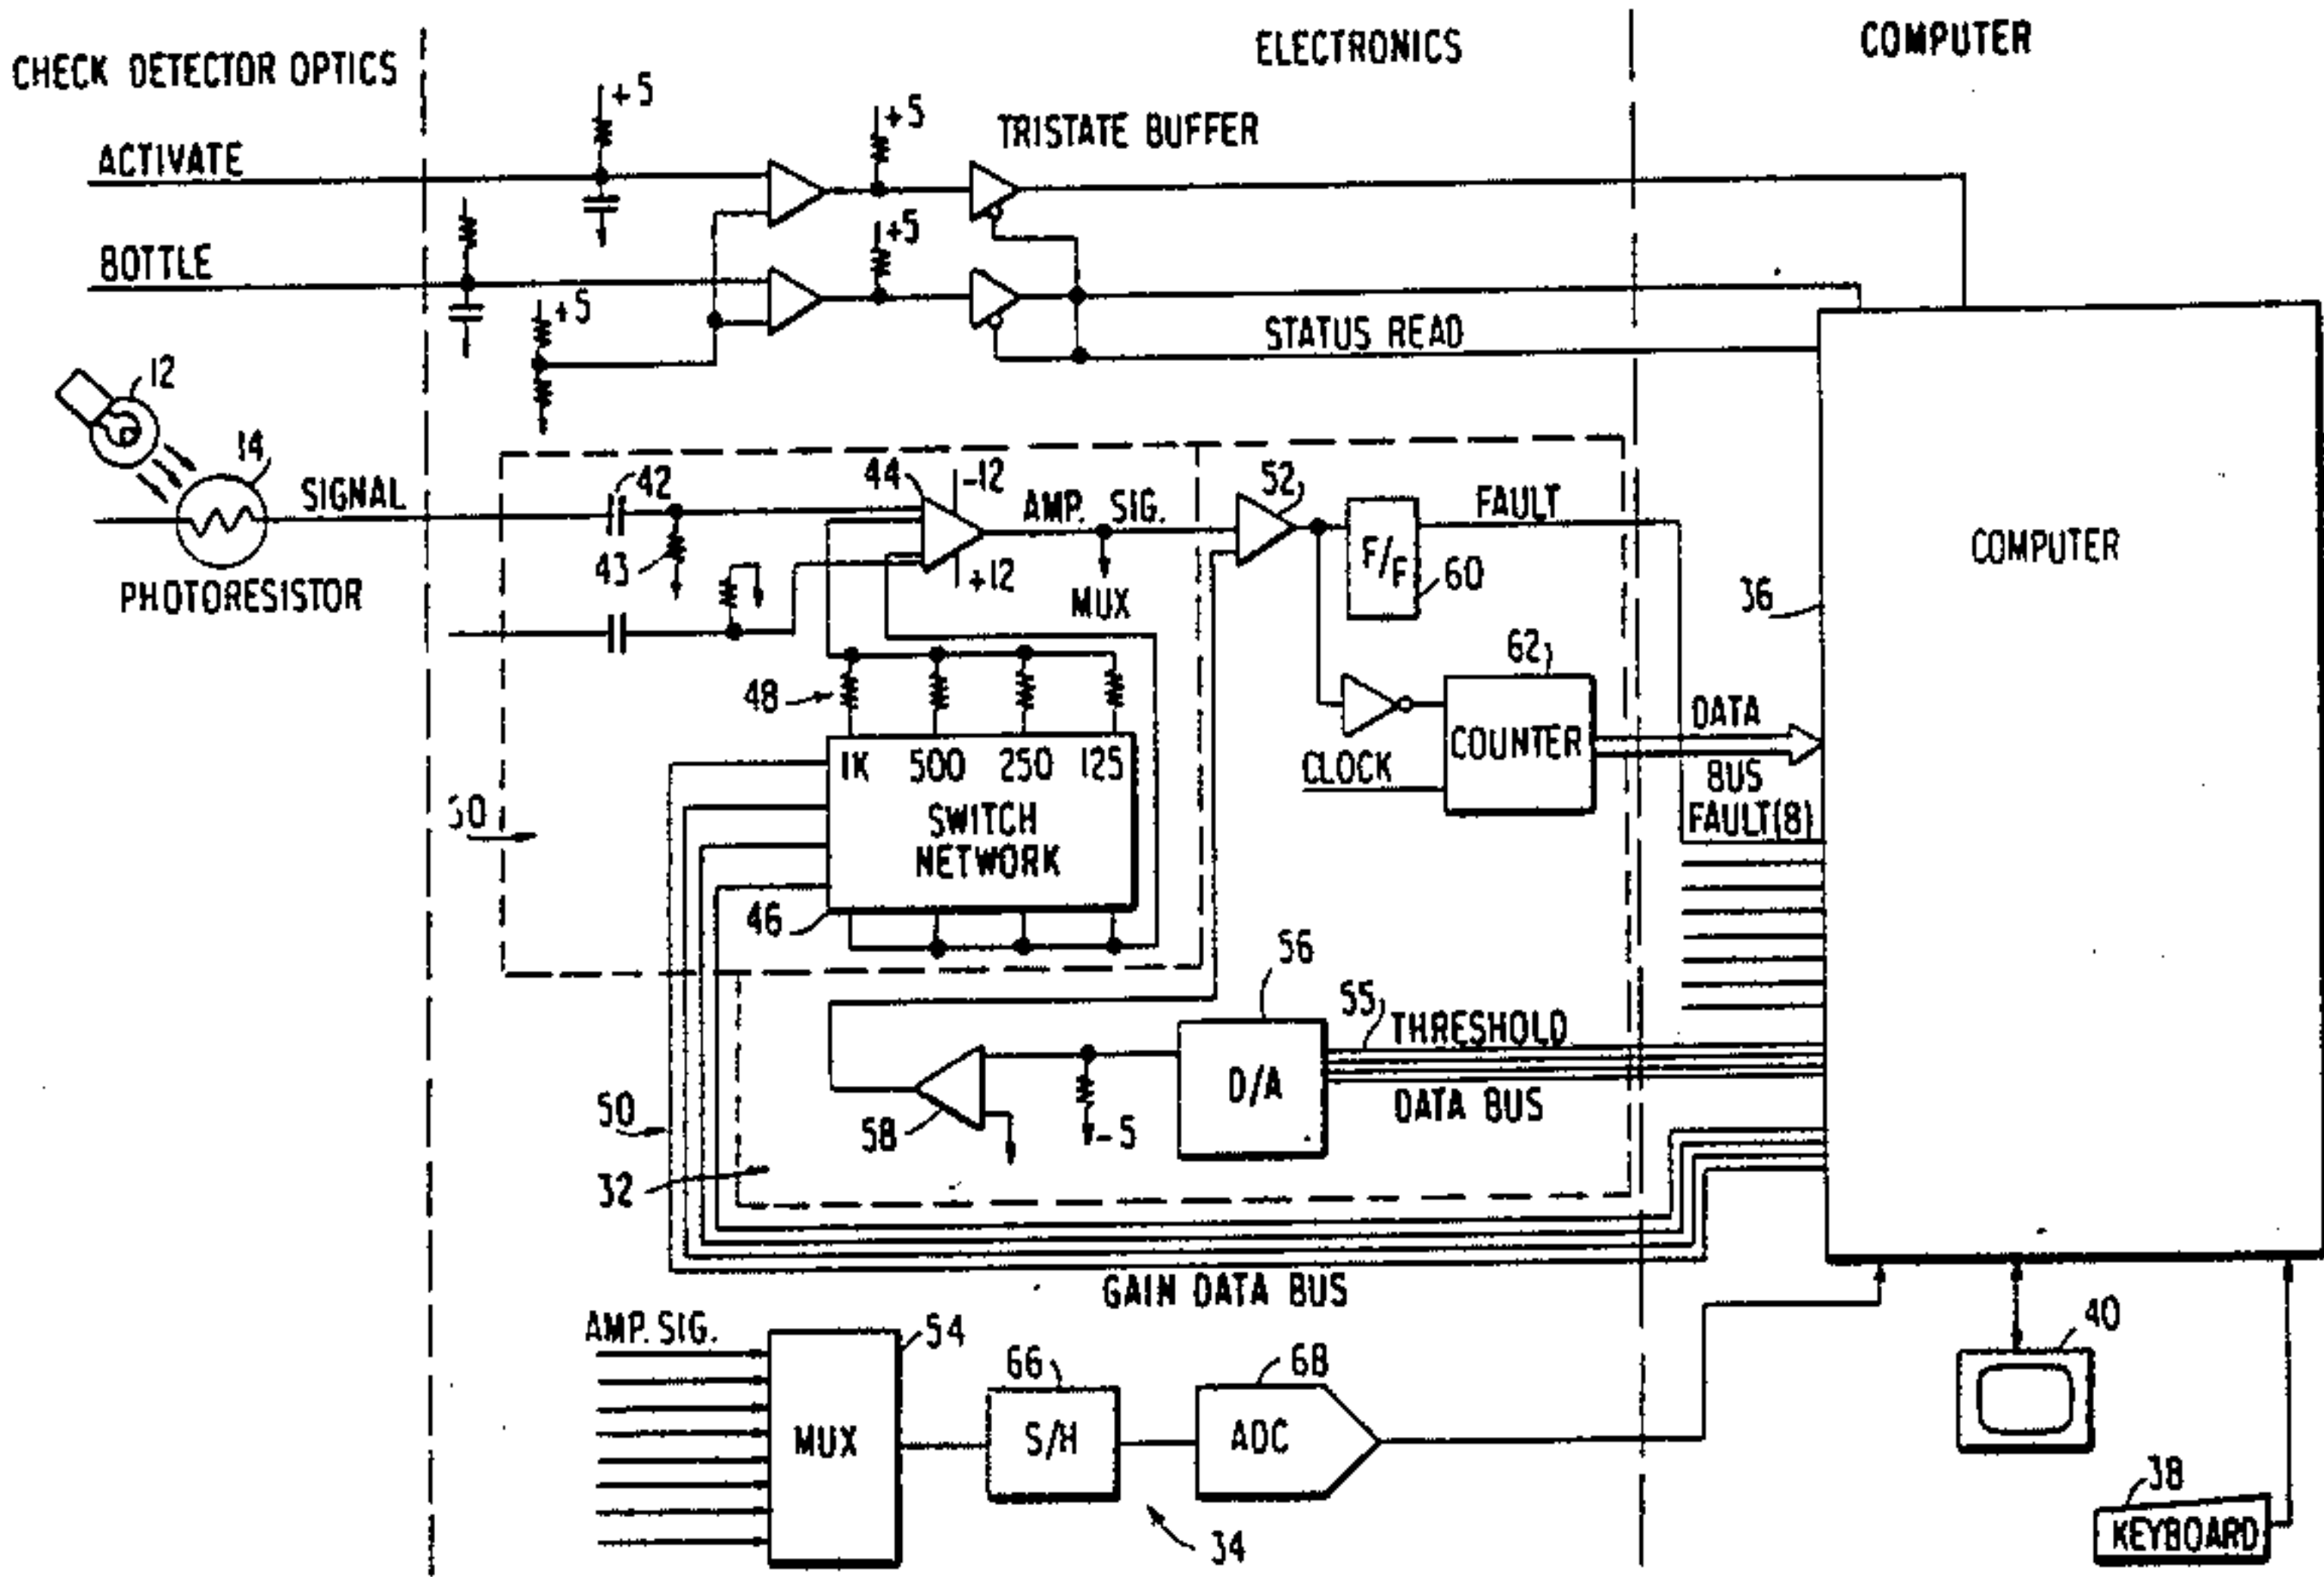 CHECK DETECTOR OPTICS
ELECTRONICS
COMPUTER
+5
+5
TRISTATE BUFFER
ACTIVATE
+5
BOTTLE
+5
STATUS READ
12
14
SIGNAL
42
44
-12
AMP. SIG.
52
FAULT
F/F
60
43
+12
MUX
PHOTORESISTOR
COMPUTER
36
62
48
DATA
1K 500 250 125
COUNTER
CLOCK
BUS
SWITCH
NETWORK
FAULT(8)
46
56
55
THRESHOLD
D/A
DATA BUS
50
58
-5
32
GAIN DATA BUS
AMP. SIG.
54
66
68
40
MUX
S/H
ADC
38
KEYBOARD
34